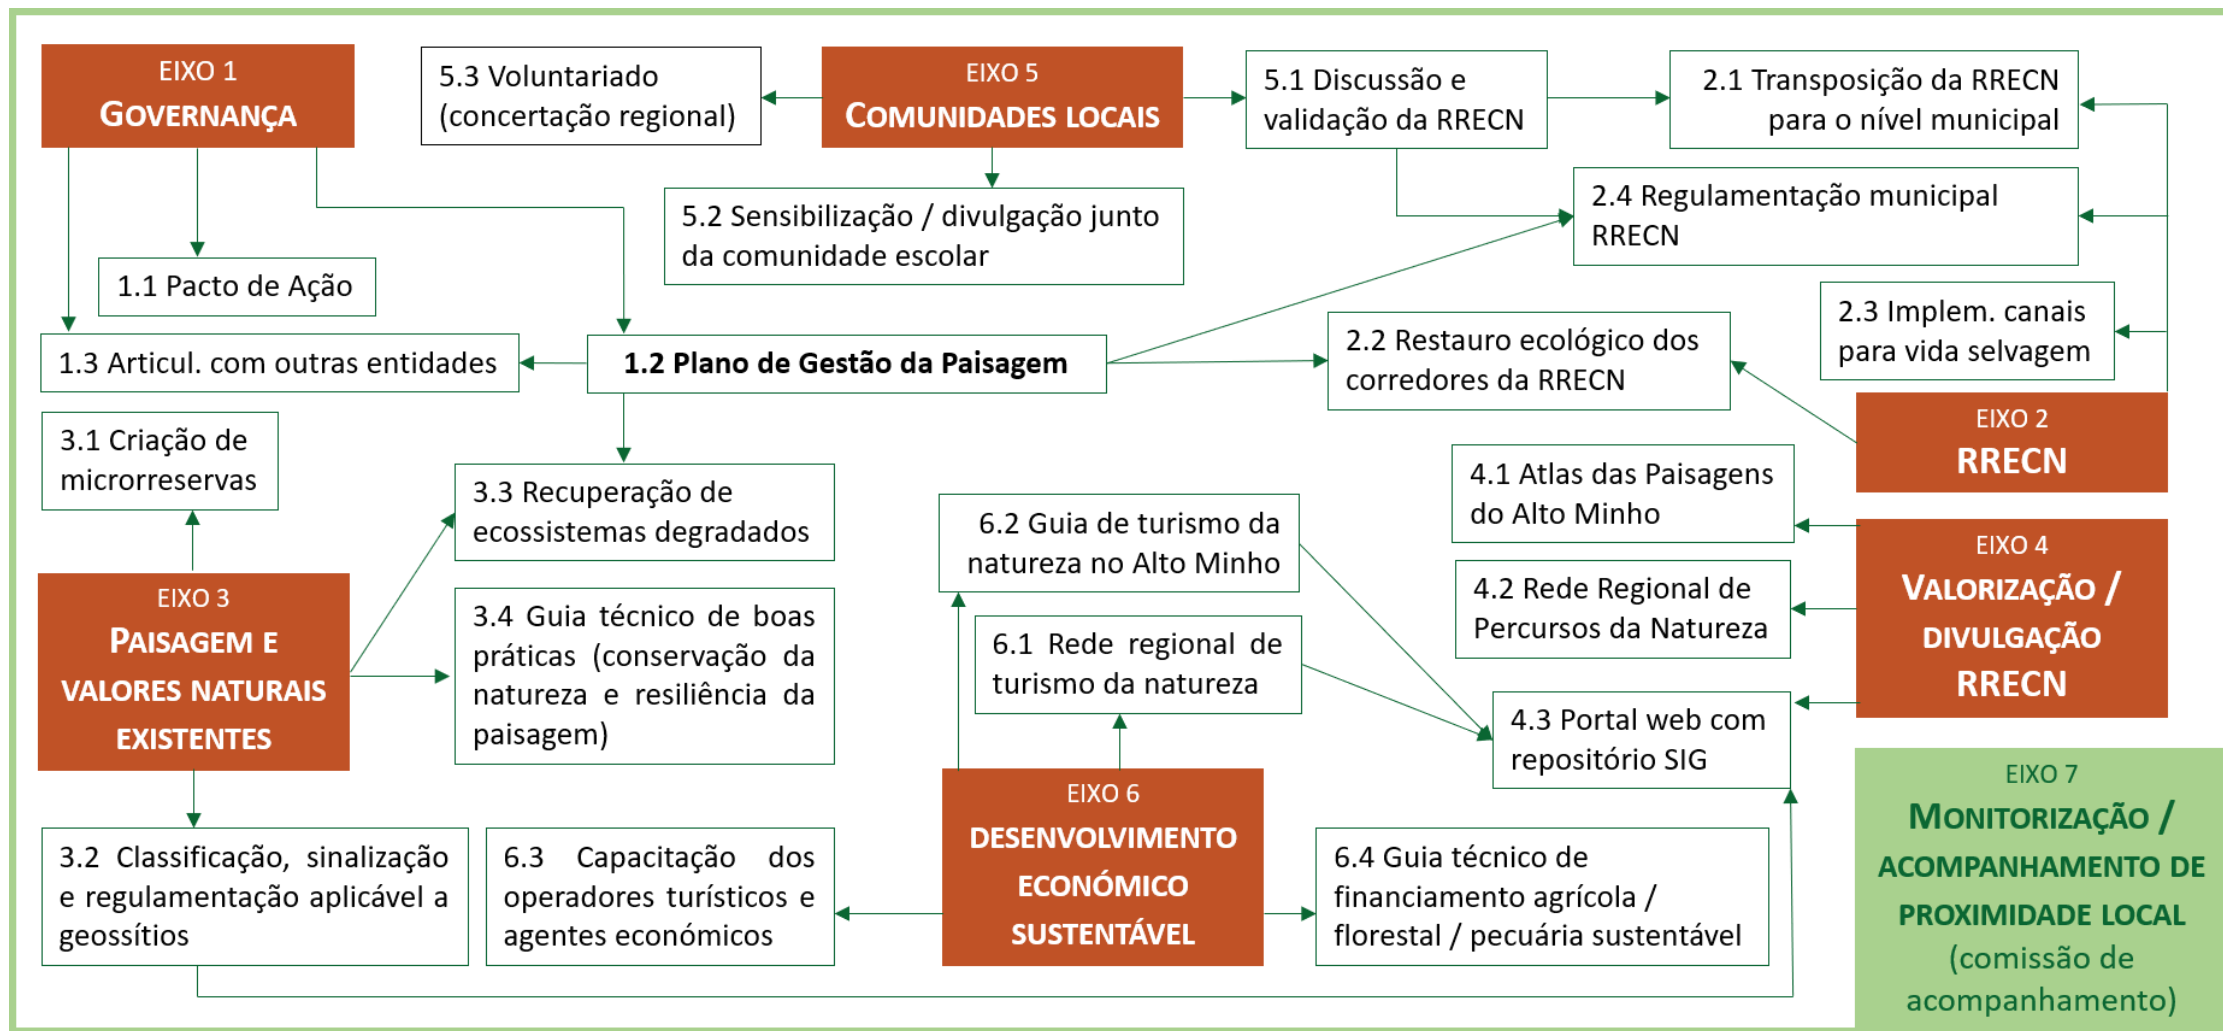 EIXO 1
GOVERNANÇA
5.3 Voluntariado
(concertação regional)
EIXO 5
COMUNIDADES LOCAIS
5.1 Discussão e
validação da RRECN
2.1 Transposição da RRECN
para o nível municipal
5.2 Sensibilização / divulgação junto
da comunidade escolar
2.4 Regulamentação municipal
RRECN
1.1 Pacto de Ação
2.3 Implem. canais
para vida selvagem
1.3 Articul. com outras entidades
1.2 Plano de Gestão da Paisagem
2.2 Restauro ecológico dos
corredores da RRECN
EIXO 2
RRECN
3.1 Criação de
microrreservas
3.3 Recuperação de
ecossistemas degradados
4.1 Atlas das Paisagens
do Alto Minho
6.2 Guia de turismo da
natureza no Alto Minho
EIXO 4
VALORIZAÇÃO /
DIVULGAÇÃO
RRECN
EIXO 3
PAISAGEM E
VALORES NATURAIS
EXISTENTES
3.4 Guia técnico de boas
práticas (conservação da
natureza e resiliência da
paisagem)
4.2 Rede Regional de
Percursos da Natureza
6.1 Rede regional de
turismo da natureza
4.3 Portal web com
repositório SIG
EIXO 7
MONITORIZAÇÃO /
ACOMPANHAMENTO DE
PROXIMIDADE LOCAL
(comissão de
acompanhamento)
EIXO 6
DESENVOLVIMENTO
ECONÓMICO
SUSTENTÁVEL
3.2 Classificação, sinalização
e regulamentação aplicável a
geossítios
6.3 Capacitação dos
operadores turísticos e
agentes económicos
6.4 Guia técnico de
financiamento agrícola /
florestal / pecuária sustentável